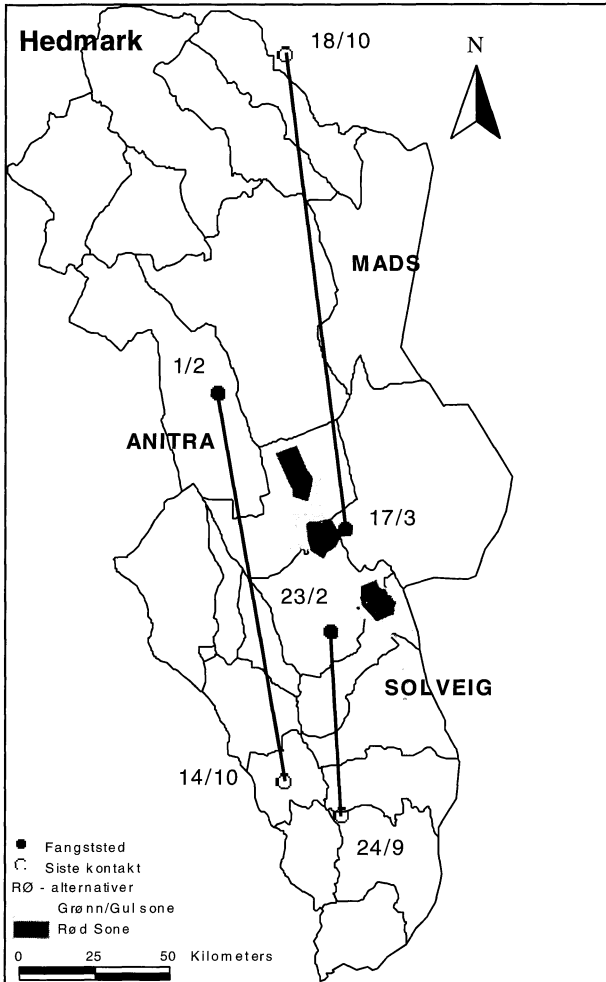 Hedmark
18/10
N
MADS
1/2
ANITRA
17/3
23/2
SOLVEIG
14/10
24/9
Fangststed
Siste kontakt
RØ - alternativer
Grønn/Gul sone
Rød Sone
0 25 50 Kilometers